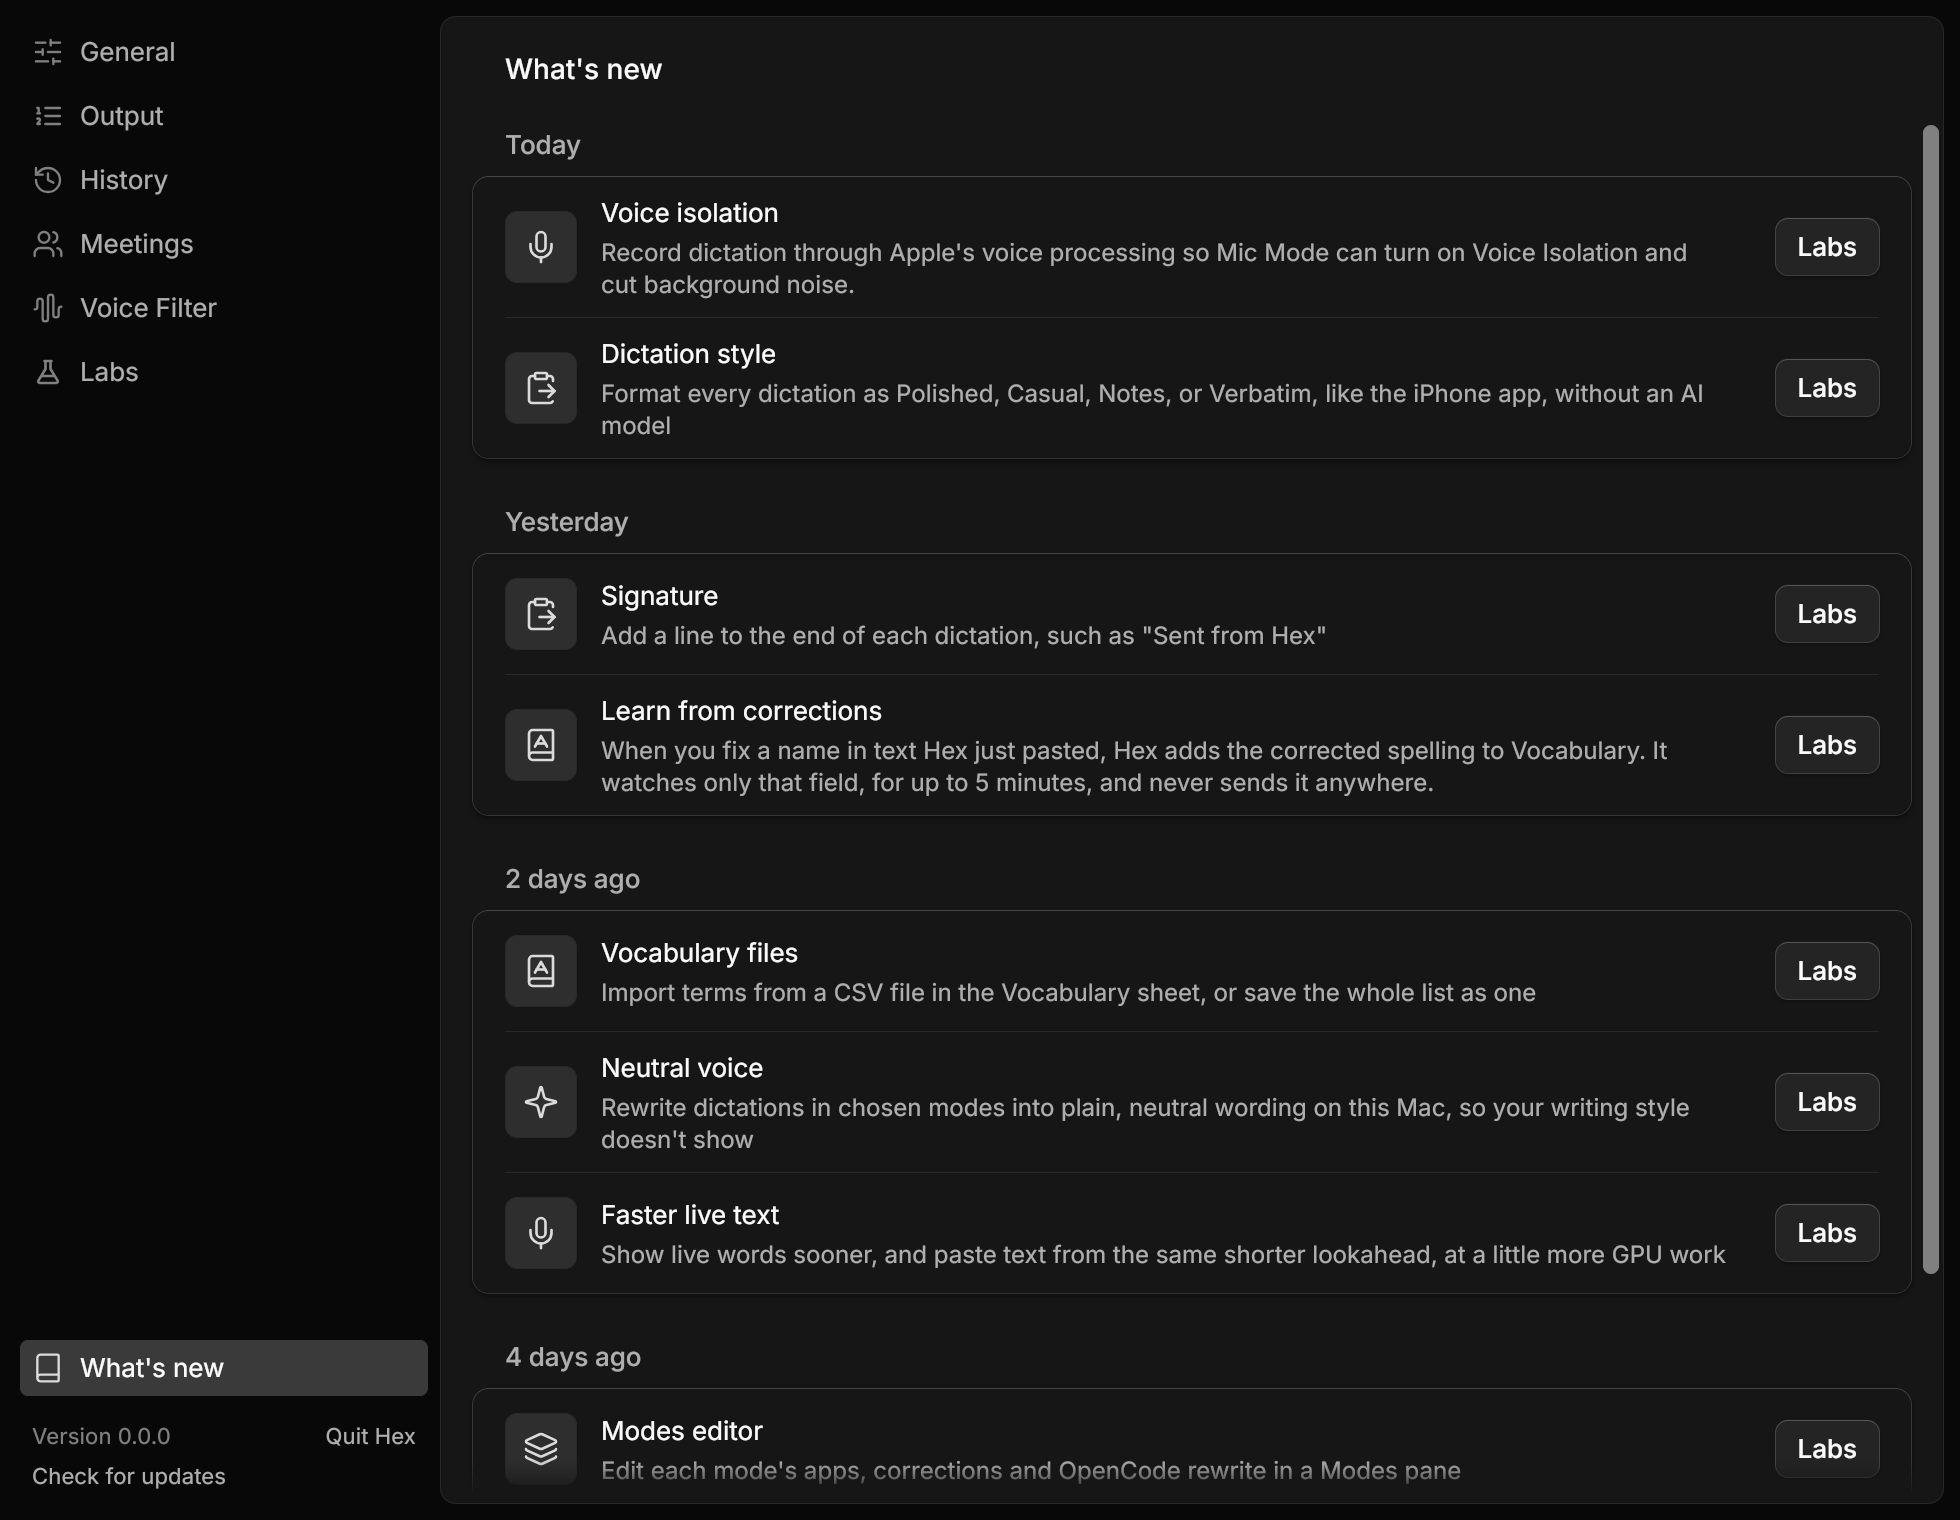 General
Output
History
Meetings
Voice Filter
Labs
What's new
Version 0.0.0
Quit Hex
Check for updates
What's new
Today
Voice isolation
Record dictation through Apple's voice processing so Mic Mode can turn on Voice Isolation and
cut background noise.
Labs
Dictation style
Format every dictation as Polished, Casual, Notes, or Verbatim, like the iPhone app, without an AI
model
Labs
Yesterday
Signature
Add a line to the end of each dictation, such as "Sent from Hex"
Labs
Learn from corrections
When you fix a name in text Hex just pasted, Hex adds the corrected spelling to Vocabulary. It
watches only that field, for up to 5 minutes, and never sends it anywhere.
Labs
2 days ago
Vocabulary files
Import terms from a CSV file in the Vocabulary sheet, or save the whole list as one
Labs
Neutral voice
Rewrite dictations in chosen modes into plain, neutral wording on this Mac, so your writing style
doesn't show
Labs
Faster live text
Show live words sooner, and paste text from the same shorter lookahead, at a little more GPU work
Labs
4 days ago
Modes editor
Edit each mode's apps, corrections and OpenCode rewrite in a Modes pane
Labs